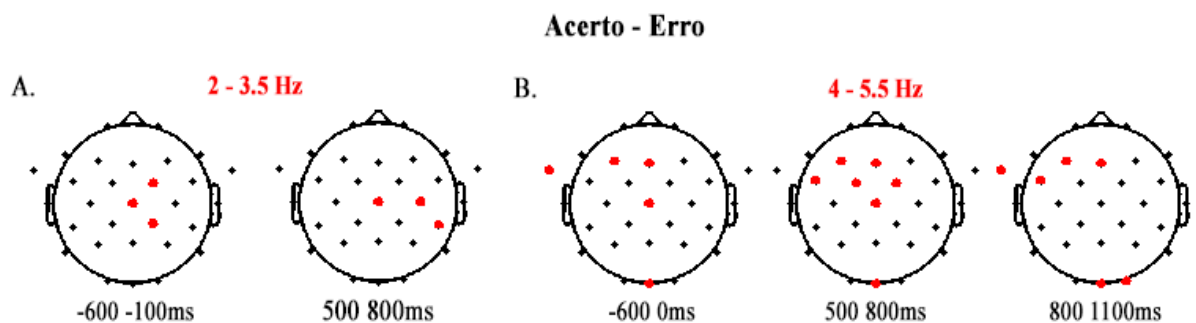 Acerto - Erro
A. 2 - 3.5 Hz
B. 4 - 5.5 Hz
-600 -100ms
500 800ms
-600 0ms
500 800ms
800 1100ms